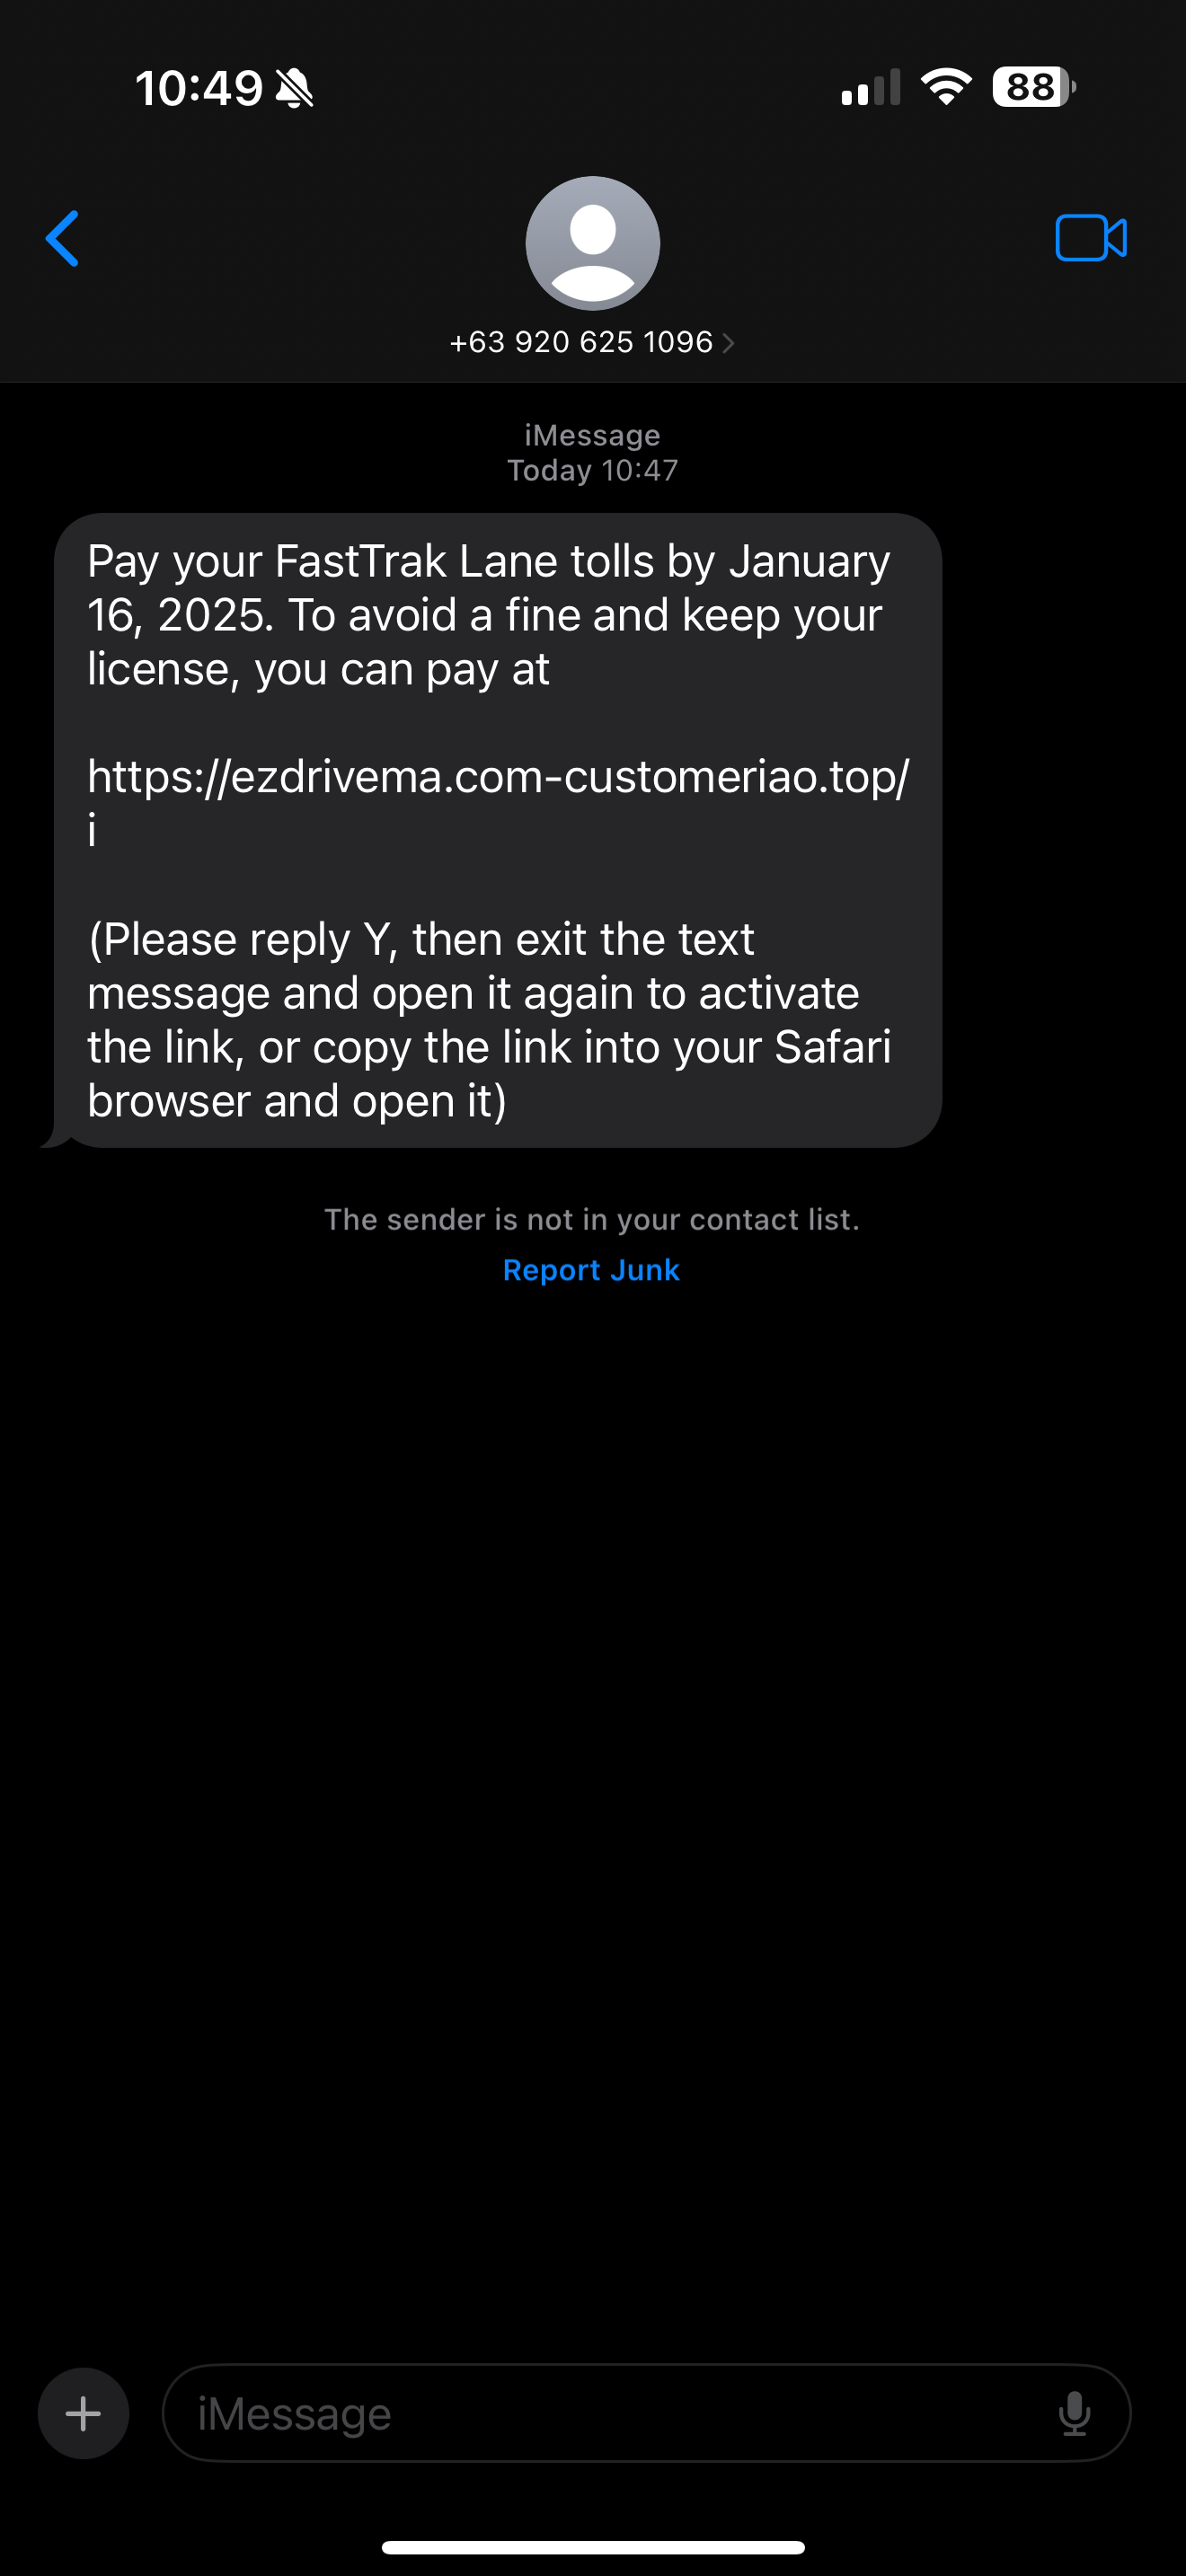 10:49
88
+63 920 625 1096
iMessage
Today 10:47
Pay your FastTrak Lane tolls by January
16, 2025. To avoid a fine and keep your
license, you can pay at
https://ezdrivema.com-customeriao.top/
i
(Please reply Y, then exit the text
message and open it again to activate
the link, or copy the link into your Safari
browser and open it)
The sender is not in your contact list.
Report Junk
iMessage